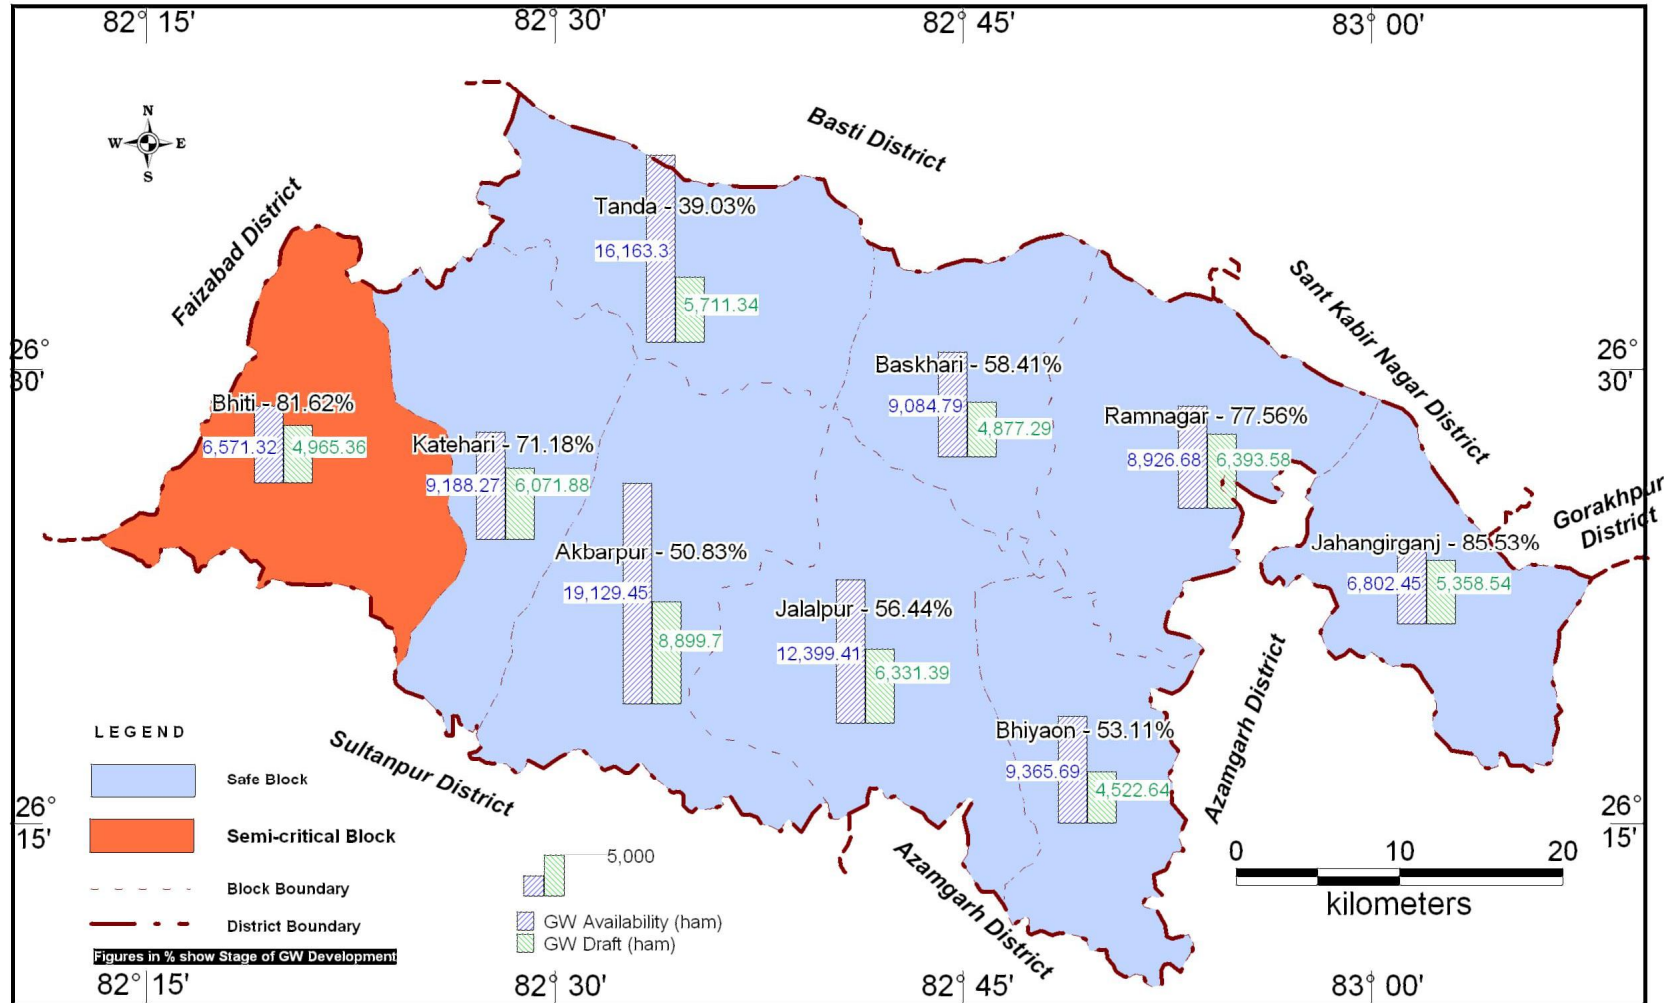 82° 15'
82° 30'
82° 45'
83° 00'
N
W E
S
Basti District
Faizabad District
Sant Kabir Nagar District
Tanda - 39.03%
16,163.3
5,711.34
26°
30'
26°
30'
Baskhari - 58.41%
9,084.79
4,877.29
Bhiti - 81.62%
6,571.32
4,965.36
Katehari - 71.18%
9,188.27
6,071.88
Ramnagar - 77.56%
8,926.68
6,393.58
Gorakhpur
District
Jahangirganj - 85.53%
6,802.45
5,358.54
Akbarpur - 50.83%
19,129.45
8,899.7
Jalalpur - 56.44%
12,399.41
6,331.39
Azamgarh District
Bhiyaon - 53.11%
9,365.69
4,522.64
Sultanpur District
Azamgarh District
26°
15'
26°
15'
LEGEND
Safe Block
Semi-critical Block
Block Boundary
District Boundary
Figures in % show Stage of GW Development
5,000
GW Availability (ham)
GW Draft (ham)
0 10 20
kilometers
82° 15'
82° 30'
82° 45'
83° 00'